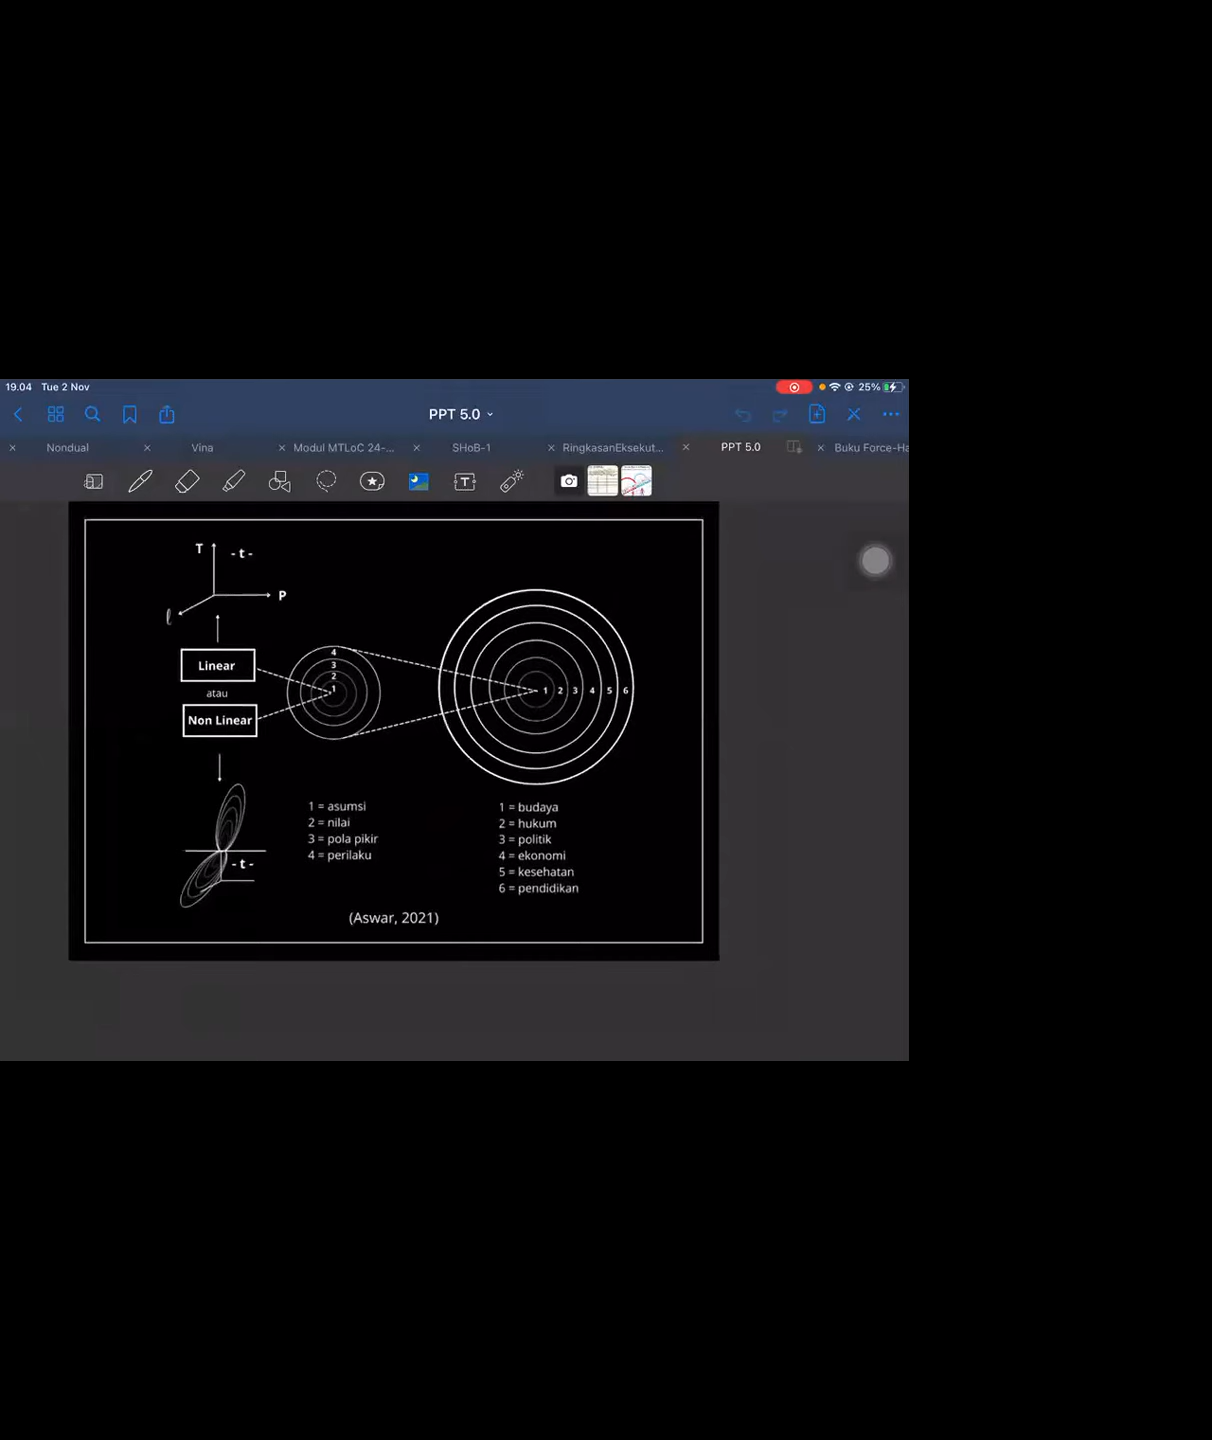 19.04 Tue 2 Nov
25%
PPT 5.0
Nondual
Vina
Modul MTLoC 24-...
SHoB-1
RingkasanEksekut...
PPT 5.0
Buku Force-Ha
T
- t -
P
l
Linear
atau
Non Linear
4
3
2
1
1 2 3 4 5 6
- t -
1 = asumsi
2 = nilai
3 = pola pikir
4 = perilaku
1 = budaya
2 = hukum
3 = politik
4 = ekonomi
5 = kesehatan
6 = pendidikan
(Aswar, 2021)